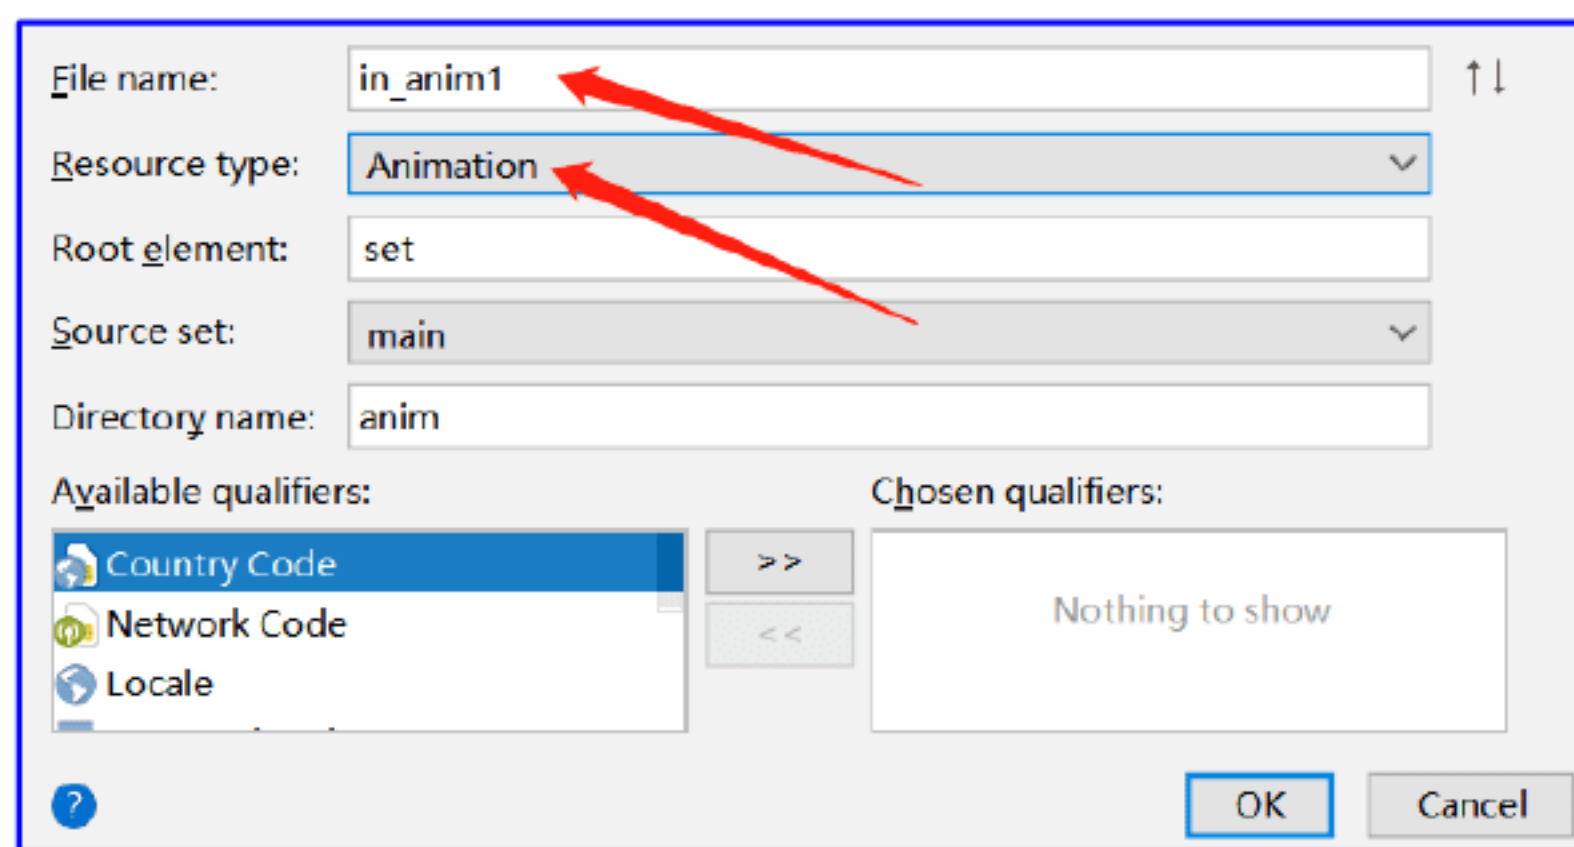 File name: in_anim1 ↑↓
Resource type: Animation
Root element: set
Source set: main
Directory name: anim
Available qualifiers: Chosen qualifiers:
Country Code >> Nothing to show
Network Code <<
Locale
? OK Cancel